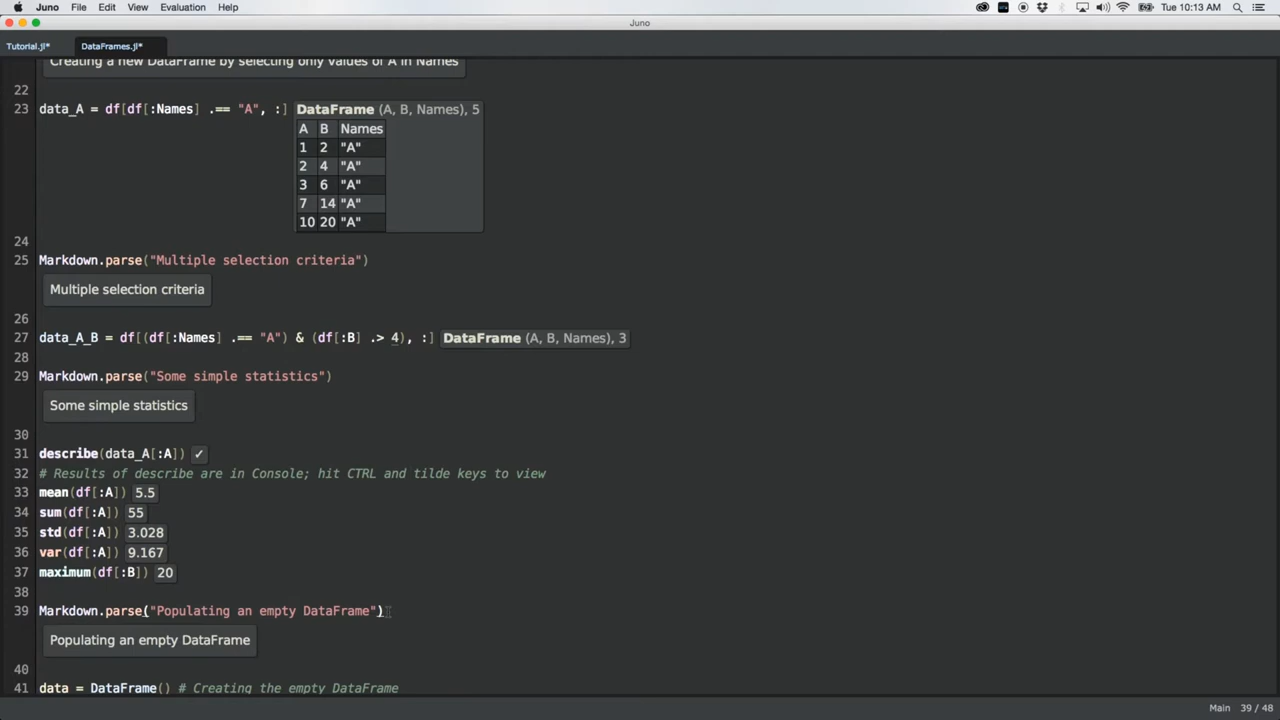 Juno File Edit View Evaluation Help Tue 10:13 AM
Juno
Tutorial.jl* DataFrames.jl*
Creating a new DataFrame by selecting only values of A in Names
22
23 data_A = df[df[:Names] .== "A", :] DataFrame (A, B, Names), 5
A B Names
1 2 "A"
2 4 "A"
3 6 "A"
7 14 "A"
10 20 "A"
24
25 Markdown.parse("Multiple selection criteria")
Multiple selection criteria
26
27 data_A_B = df[(df[:Names] .== "A") & (df[:B] .> 4), :] DataFrame (A, B, Names), 3
28
29 Markdown.parse("Some simple statistics")
Some simple statistics
30
31 describe(data_A[:A]) ✓
32 # Results of describe are in Console; hit CTRL and tilde keys to view
33 mean(df[:A]) 5.5
34 sum(df[:A]) 55
35 std(df[:A]) 3.028
36 var(df[:A]) 9.167
37 maximum(df[:B]) 20
38
39 Markdown.parse("Populating an empty DataFrame")
Populating an empty DataFrame
40
41 data = DataFrame() # Creating the empty DataFrame
Main 39 / 48